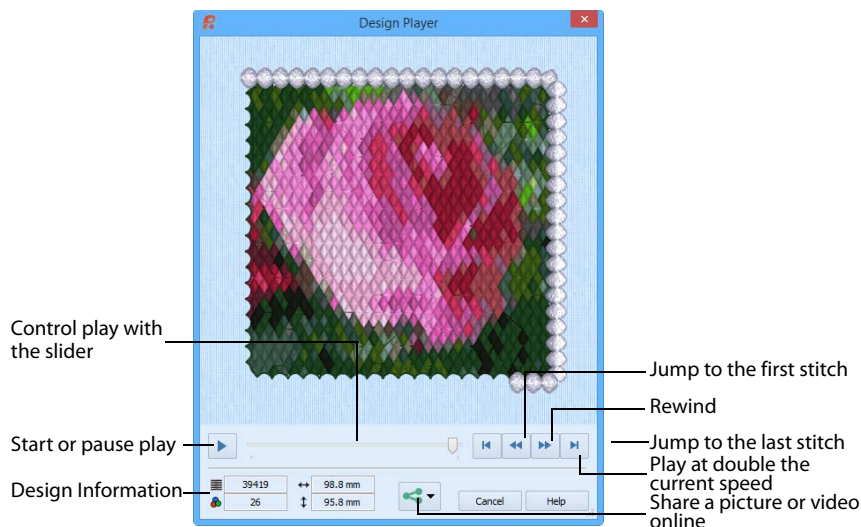 Design Player
Control play with
the slider
Jump to the first stitch
Rewind
Start or pause play
Jump to the last stitch
Play at double the
current speed
Design Information
39419
98.8 mm
26
95.8 mm
Cancel
Help
Share a picture or video
online